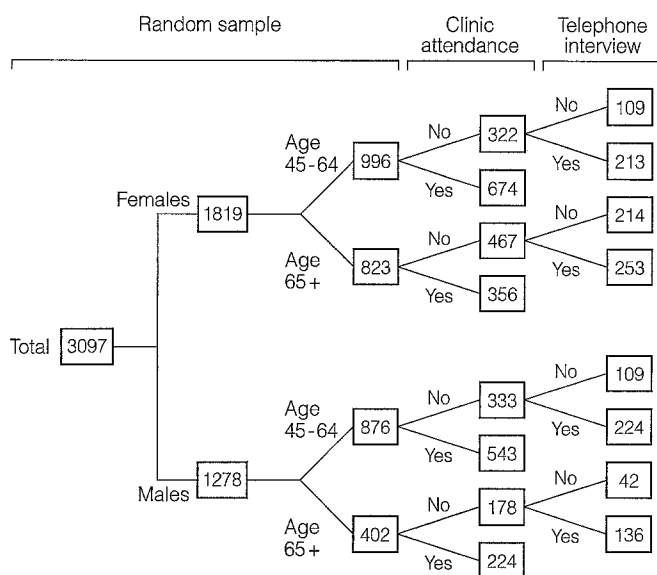 Random sample
Clinic
attendance
Telephone
interview
No
109
Age
45-64
996
No
322
Yes
213
Yes
674
Females
1819
No
214
Age
65+
823
No
467
Yes
253
Yes
356
Total
3097
No
109
Age
45-64
876
No
333
Yes
224
Yes
543
Males
1278
No
42
Age
65+
402
No
178
Yes
136
Yes
224